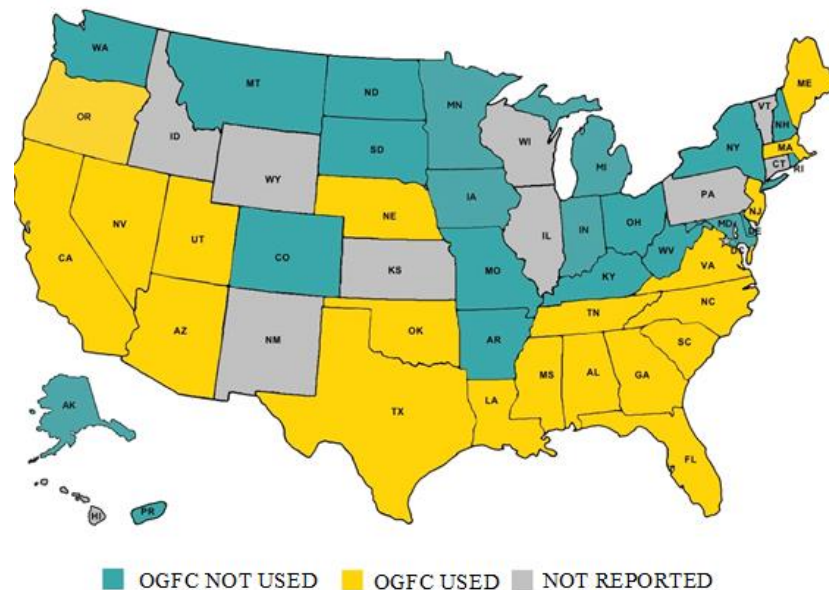 WA
MT
ND
MN
ME
OR
ID
SD
WI
VT
NH
NY
MA
CT
RI
MI
WY
IA
PA
NJ
NE
NV
UT
CO
IL
IN
OH
MD
DE
DC
WV
VA
CA
KS
MO
KY
NC
TN
AZ
NM
OK
AR
SC
MS
AL
GA
LA
TX
FL
AK
HI
PR
OGFC NOT USED OGFC USED NOT REPORTED